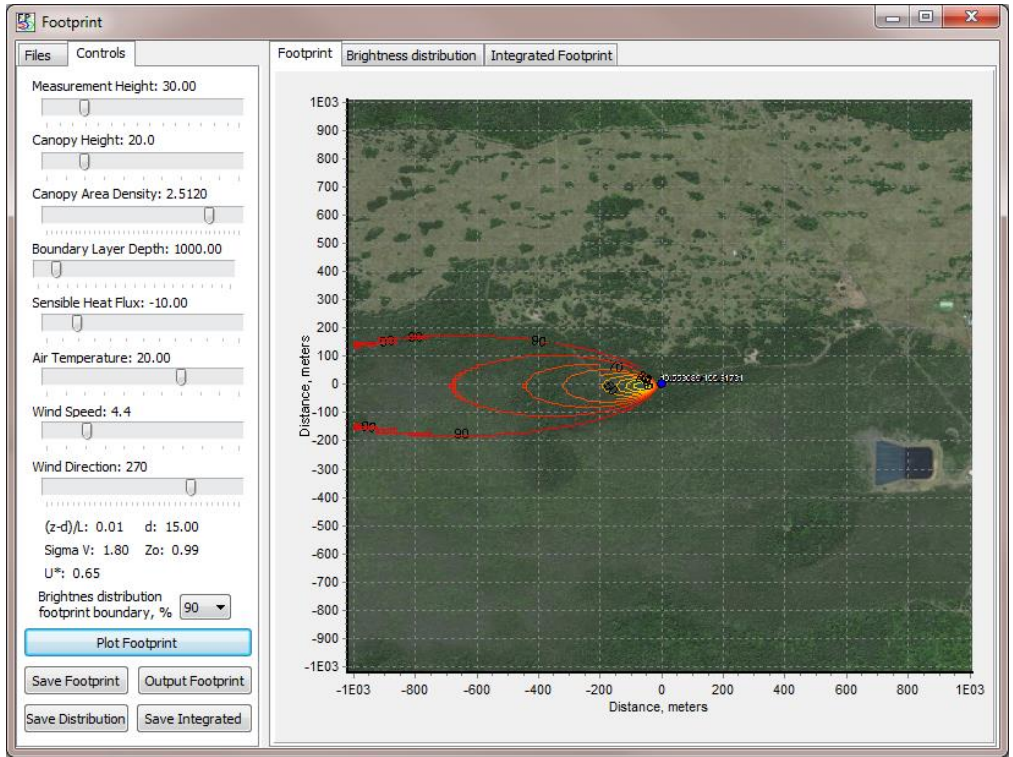 Footprint
Files Controls
Measurement Height: 30.00
Canopy Height: 20.0
Canopy Area Density: 2.5120
Boundary Layer Depth: 1000.00
Sensible Heat Flux: -10.00
Air Temperature: 20.00
Wind Speed: 4.4
Wind Direction: 270
(z-d)/L: 0.01 d: 15.00
Sigma V: 1.80 Zo: 0.99
U*: 0.65
Brightnes distribution
footprint boundary, % 90
Plot Footprint
Save Footprint Output Footprint
Save Distribution Save Integrated
Footprint Brightness distribution Integrated Footprint
1E03
900
800
700
600
500
400
300
200
100
0
-100
-200
-300
-400
-500
-600
-700
-800
-900
-1E03
Distance, meters
90
70
90
-1E03 -800 -600 -400 -200 0 200 400 600 800 1E03
Distance, meters